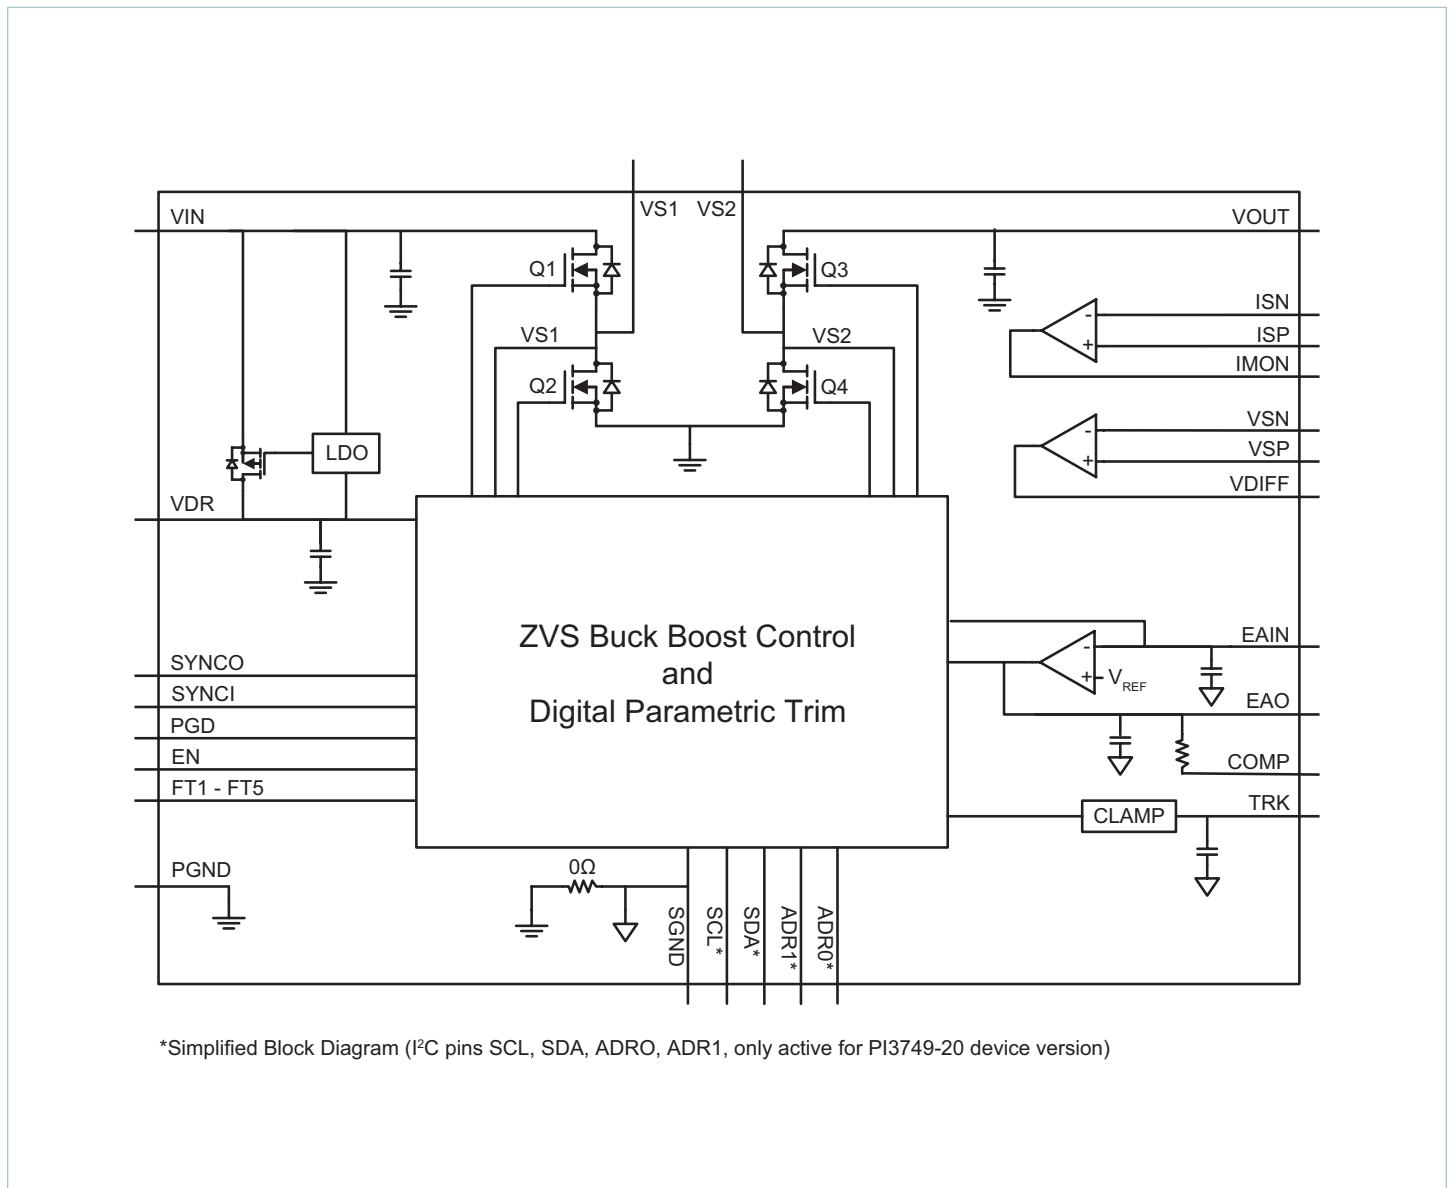 VS1
VS2
VIN
VOUT
Q1
Q3
ISN
ISP
IMON
VS1
VS2
Q2
Q4
VSN
VSP
VDIFF
LDO
VDR
-
+
-
+
ZVS Buck Boost Control
and
Digital Parametric Trim
EAIN
-
+
VREF
EAO
COMP
TRK
CLAMP
SYNCO
SYNCI
PGD
EN
FT1 - FT5
PGND
0Ω
SGND
SCL*
SDA*
ADR1*
ADR0*
*Simplified Block Diagram (I²C pins SCL, SDA, ADRO, ADR1, only active for PI3749-20 device version)